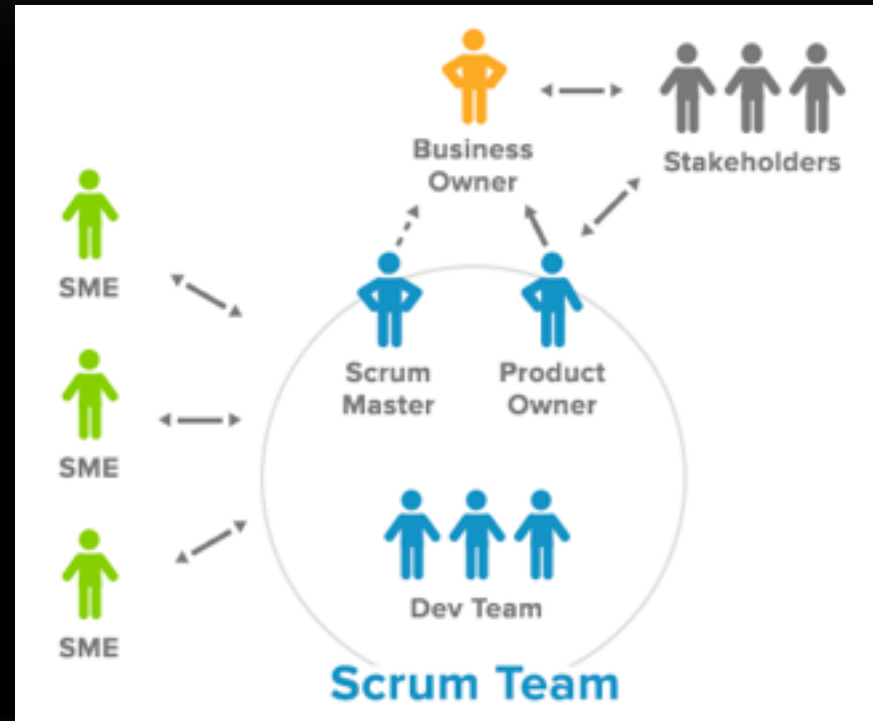 Business
Owner
Stakeholders
SME
Scrum
Master
Product
Owner
SME
Dev Team
SME
Scrum Team